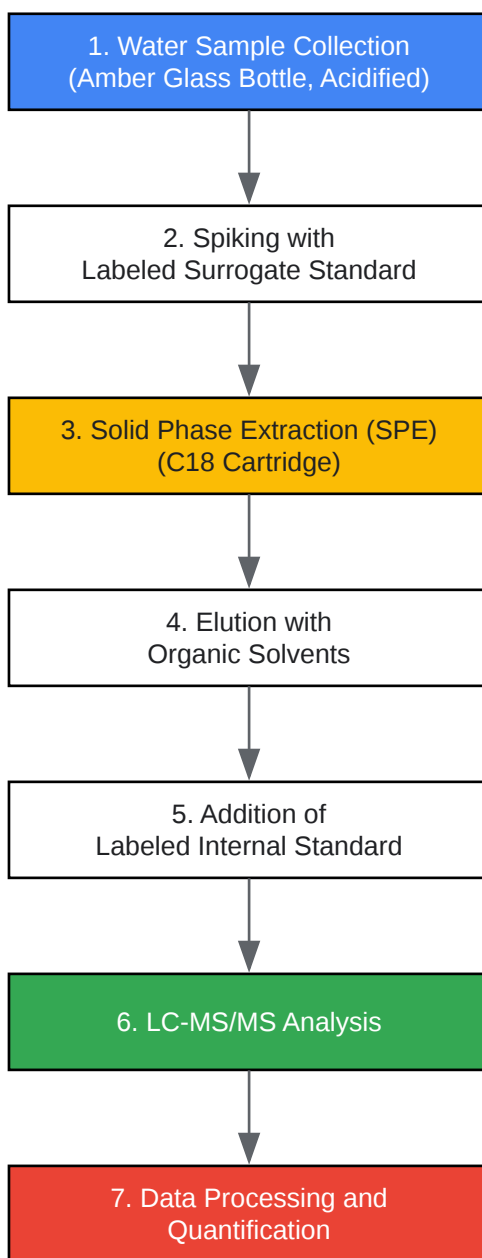 1. Water Sample Collection
(Amber Glass Bottle, Acidified)
2. Spiking with
Labeled Surrogate Standard
3. Solid Phase Extraction (SPE)
(C18 Cartridge)
4. Elution with
Organic Solvents
5. Addition of
Labeled Internal Standard
6. LC-MS/MS Analysis
7. Data Processing and
Quantification